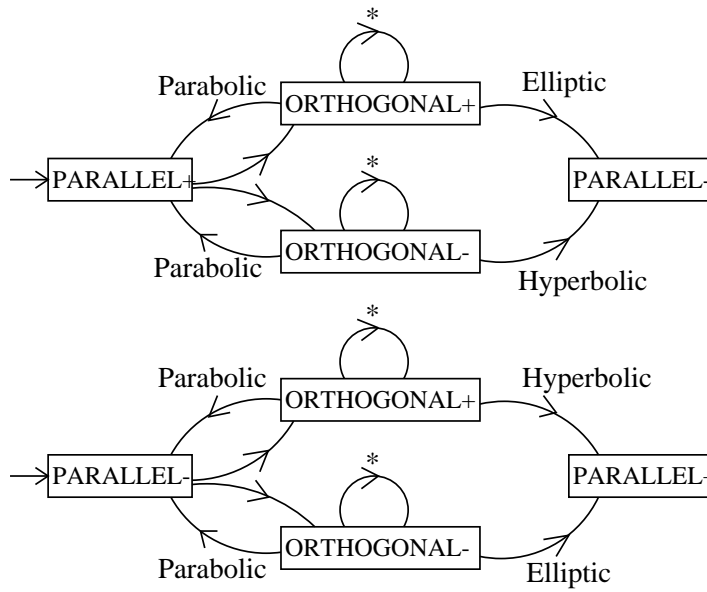 *
Parabolic
Elliptic
ORTHOGONAL+
PARALLEL+
*
PARALLEL-
ORTHOGONAL-
Parabolic
Hyperbolic
*
Parabolic
Hyperbolic
ORTHOGONAL+
PARALLEL-
*
PARALLEL+
ORTHOGONAL-
Parabolic
Elliptic